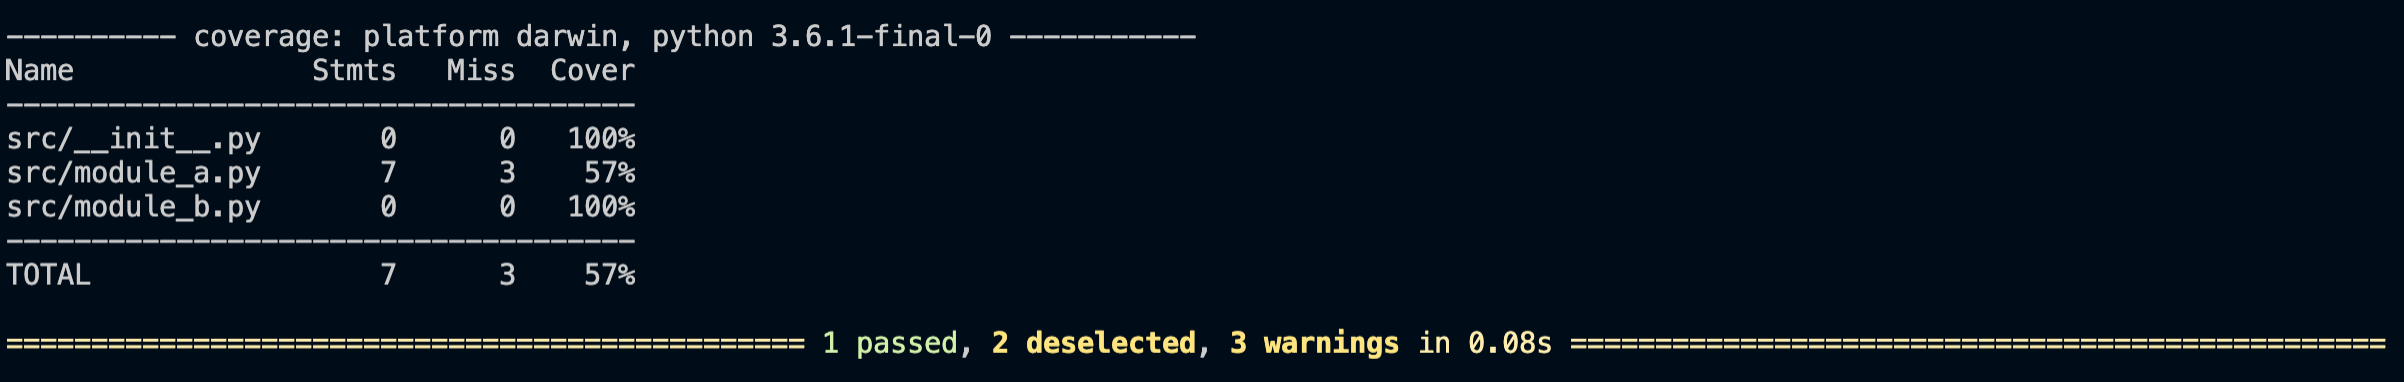 ---------- coverage: platform darwin, python 3.6.1-final-0 -----------
Name              Stmts   Miss  Cover
-------------------------------------
src/__init__.py       0      0   100%
src/module_a.py       7      3    57%
src/module_b.py       0      0   100%
-------------------------------------
TOTAL                 7      3    57%
=============================================== 1 passed, 2 deselected, 3 warnings in 0.08s ================================================